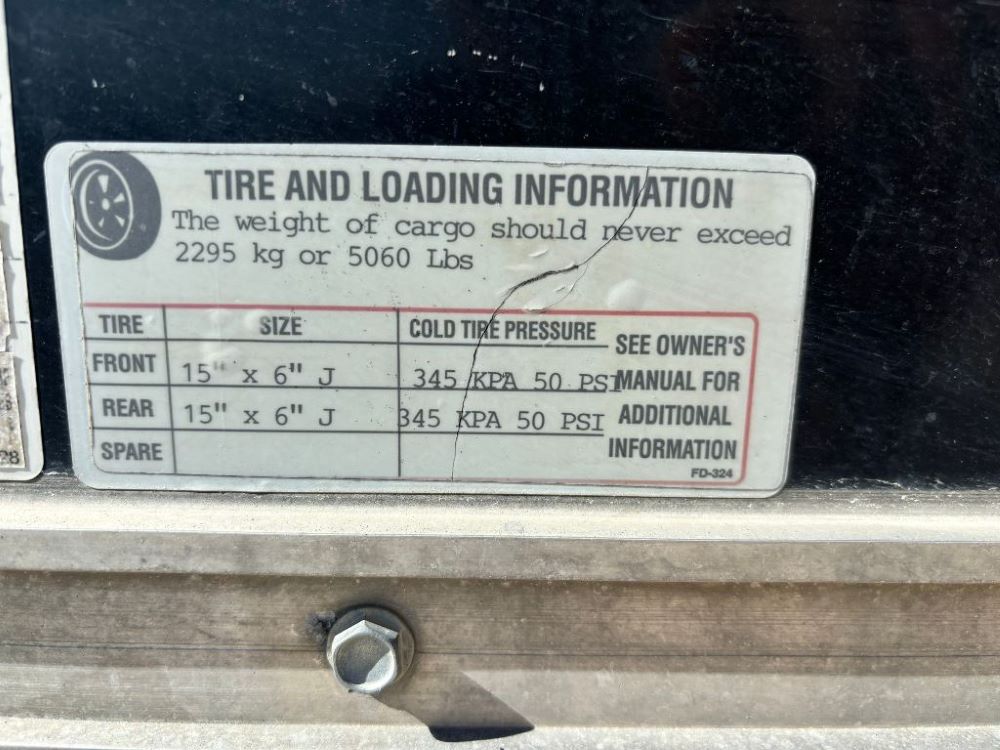 TIRE AND LOADING INFORMATION
The weight of cargo should never exceed
2295 kg or 5060 Lbs
TIRE SIZE COLD TIRE PRESSURE
FRONT 15" x 6" J 345 KPA 50 PSI
REAR 15" x 6" J 345 KPA 50 PSI
SPARE
SEE OWNER'S
MANUAL FOR
ADDITIONAL
INFORMATION
FD-324